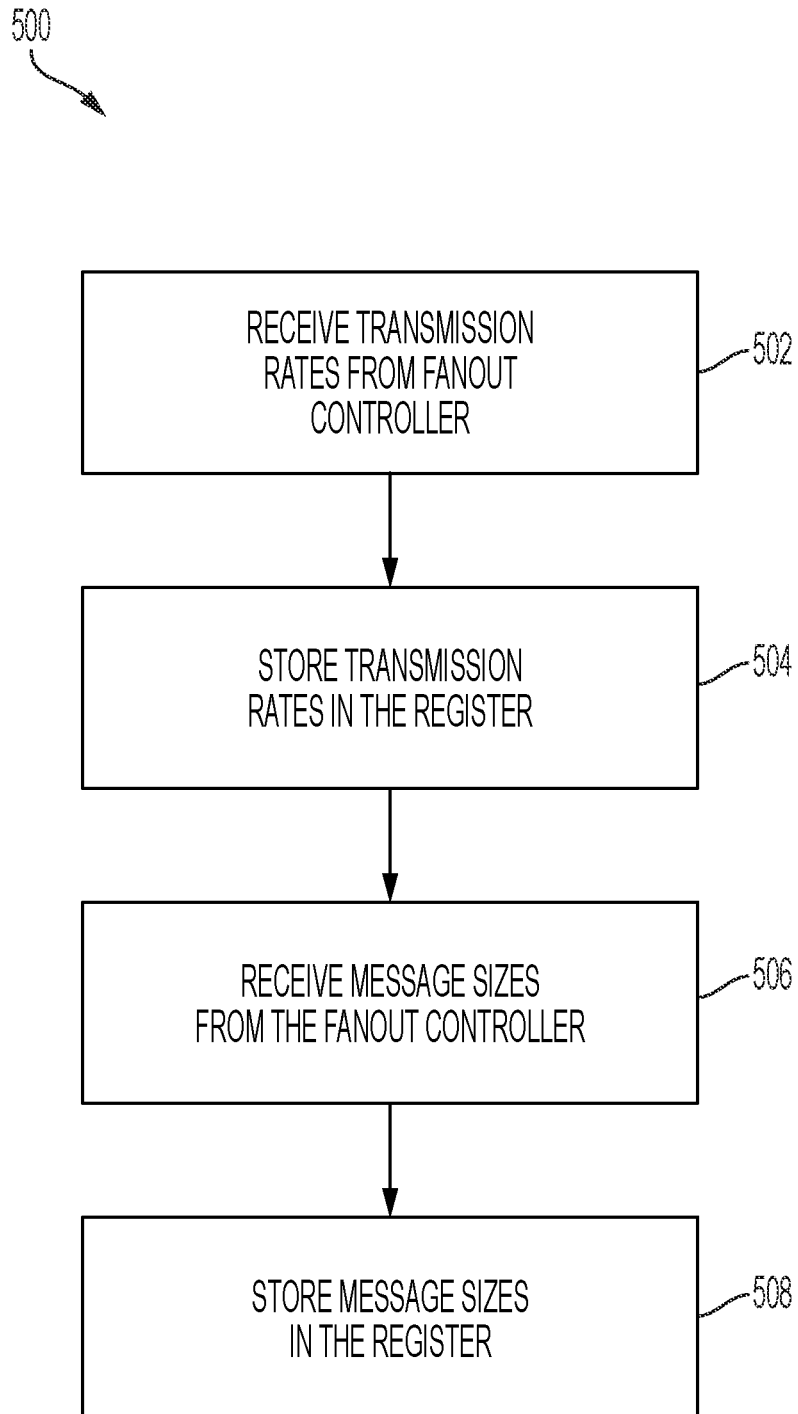 500
RECEIVE TRANSMISSION
RATES FROM FANOUT
CONTROLLER
502
STORE TRANSMISSION
RATES IN THE REGISTER
504
RECEIVE MESSAGE SIZES
FROM THE FANOUT CONTROLLER
506
STORE MESSAGE SIZES
IN THE REGISTER
508